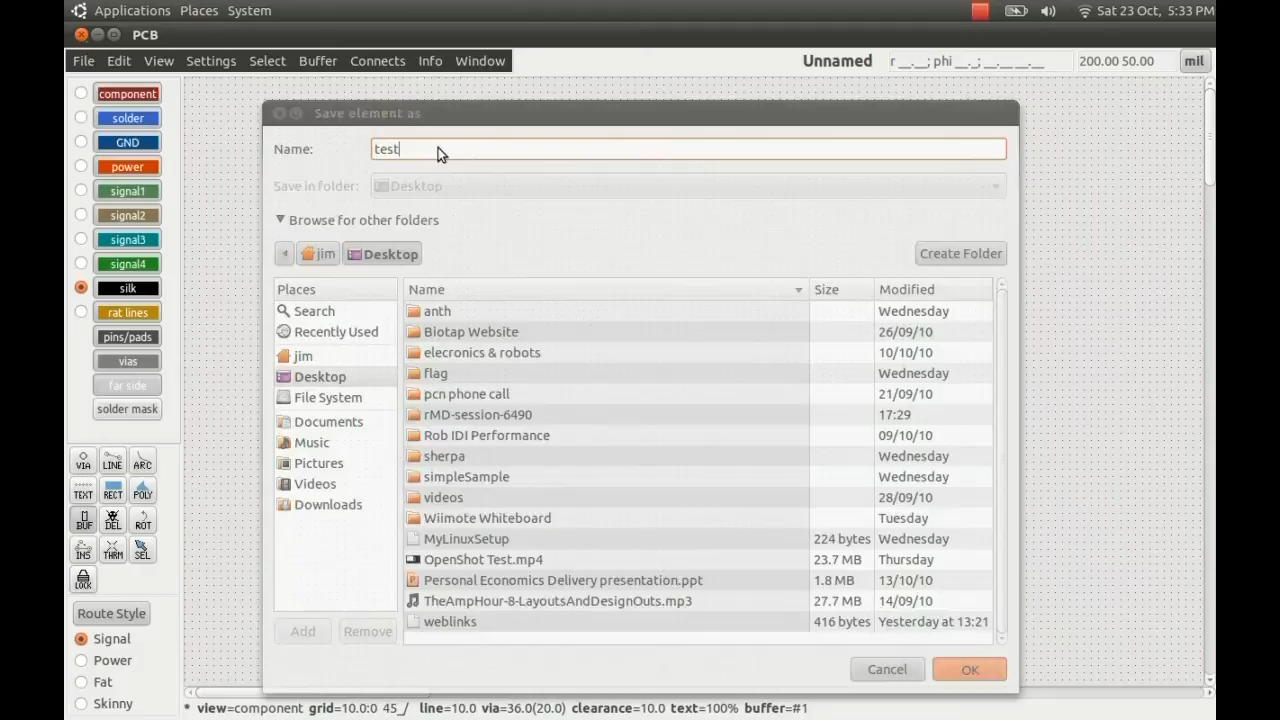 Applications Places System
Sat 23 Oct, 5:33 PM
PCB
File Edit View Settings Select Buffer Connects Info Window
Unnamed
r __.__; phi __._; __.__ __.__
200.00 50.00
mil
component
solder
GND
power
signal1
signal2
signal3
signal4
silk
rat lines
pins/pads
vias
far side
solder mask
VIA LINE ARC
TEXT RECT POLY
BUF DEL ROT
INS THRM SEL
LOCK
Route Style
Signal
Power
Fat
Skinny
Save element as
Name: test
Save in folder: Desktop
Browse for other folders
jim Desktop
Create Folder
Places
Search
Recently Used
jim
Desktop
File System
Documents
Music
Pictures
Videos
Downloads
Add Remove
Name Size Modified
anth Wednesday
Biotap Website 26/09/10
elecronics & robots 10/10/10
flag Wednesday
pcn phone call 21/09/10
rMD-session-6490 17:29
Rob IDI Performance 09/10/10
sherpa Wednesday
simpleSample Wednesday
videos 28/09/10
Wiimote Whiteboard Tuesday
MyLinuxSetup 224 bytes Wednesday
OpenShot Test.mp4 23.7 MB Thursday
Personal Economics Delivery presentation.ppt 1.8 MB 13/10/10
TheAmpHour-8-LayoutsAndDesignOuts.mp3 27.7 MB 14/09/10
weblinks 416 bytes Yesterday at 13:21
Cancel OK
* view=component grid=10.0:0 45_/ line=10.0 via=36.0(20.0) clearance=10.0 text=100% buffer=#1